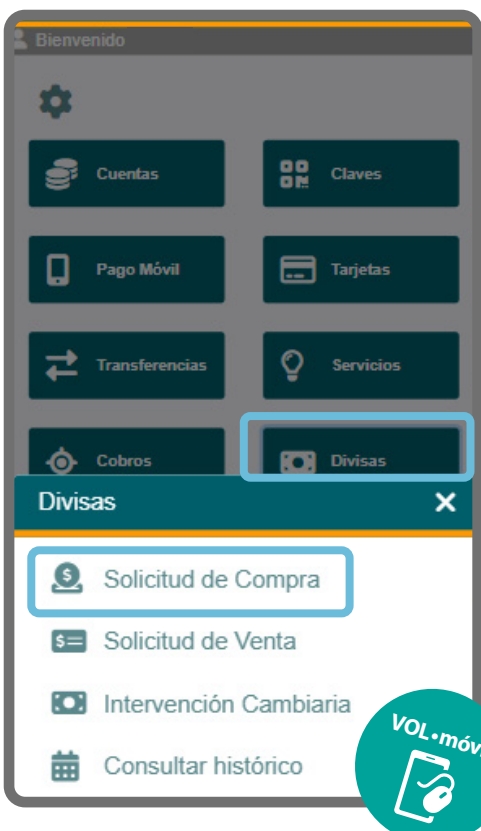 Bienvenido
Cuentas
Claves
Pago Móvil
Tarjetas
Transferencias
Servicios
Cobros
Divisas
Divisas
Solicitud de Compra
Solicitud de Venta
Intervención Cambiaria
Consultar histórico
VOL•móvi